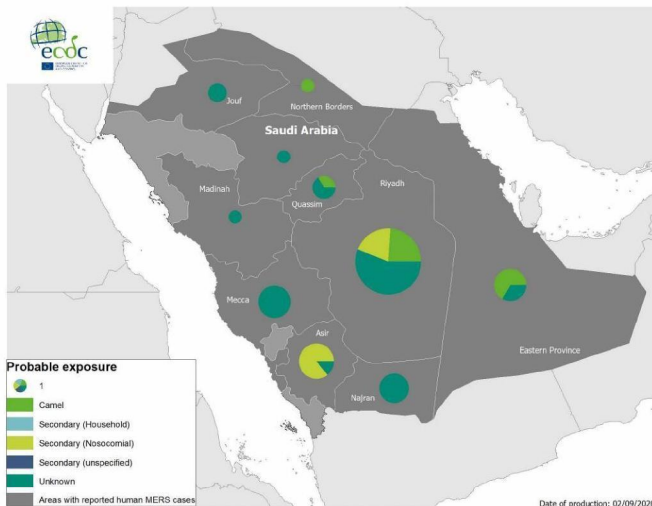 ecdc
Jouf
Northern Borders
Saudi Arabia
Madinah
Quassim
Riyadh
Mecca
Asir
Eastern Province
Najran
Probable exposure
1
Camel
Secondary (Household)
Secondary (Nosocomial)
Secondary (unspecified)
Unknown
Areas with reported human MERS cases
Date of production: 02/09/2020